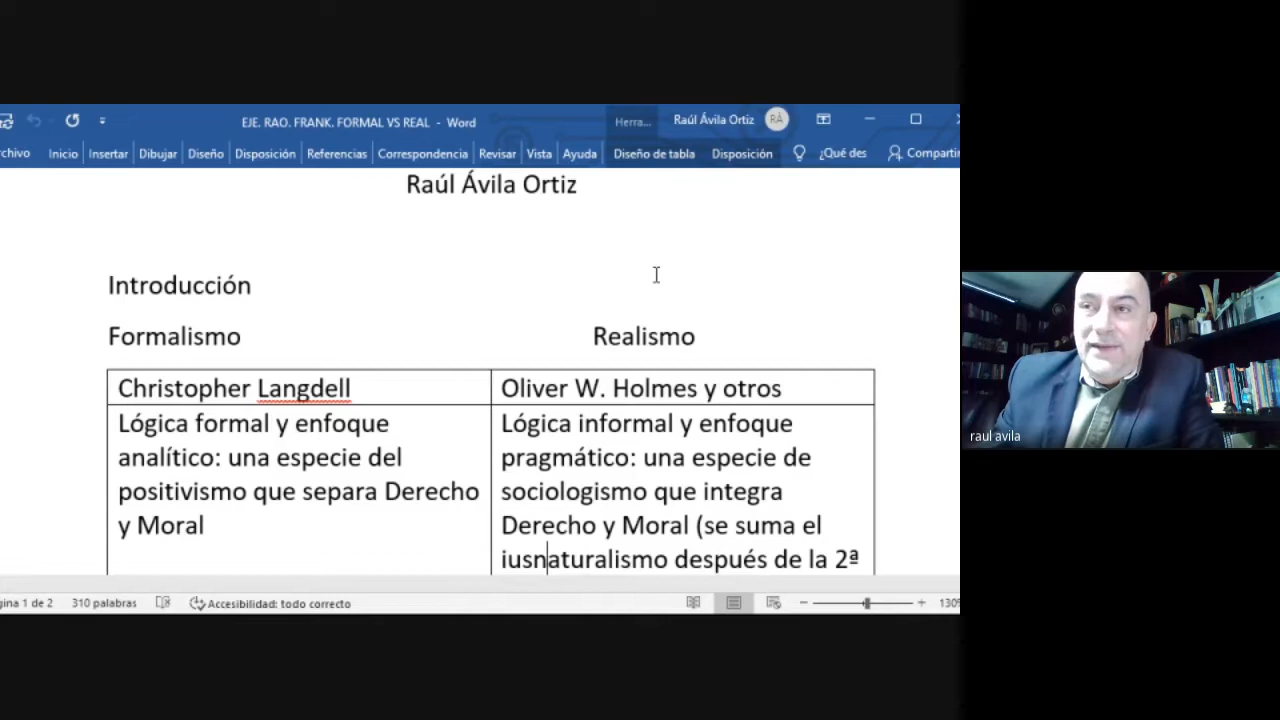 EJE. RAO. FRANK. FORMAL VS REAL - Word
Herra...
Raúl Ávila Ortiz
RÁ
rchivo
Inicio
Insertar
Dibujar
Diseño
Disposición
Referencias
Correspondencia
Revisar
Vista
Ayuda
Diseño de tabla
Disposición
¿Qué des
Compartir
Raúl Ávila Ortiz
Introducción
Formalismo
Realismo
Christopher Langdell
Oliver W. Holmes y otros
Lógica formal y enfoque
analítico: una especie del
positivismo que separa Derecho
y Moral
Lógica informal y enfoque
pragmático: una especie de
sociologismo que integra
Derecho y Moral (se suma el
iusnaturalismo después de la 2ª
gina 1 de 2
310 palabras
Accesibilidad: todo correcto
130%
raul avila